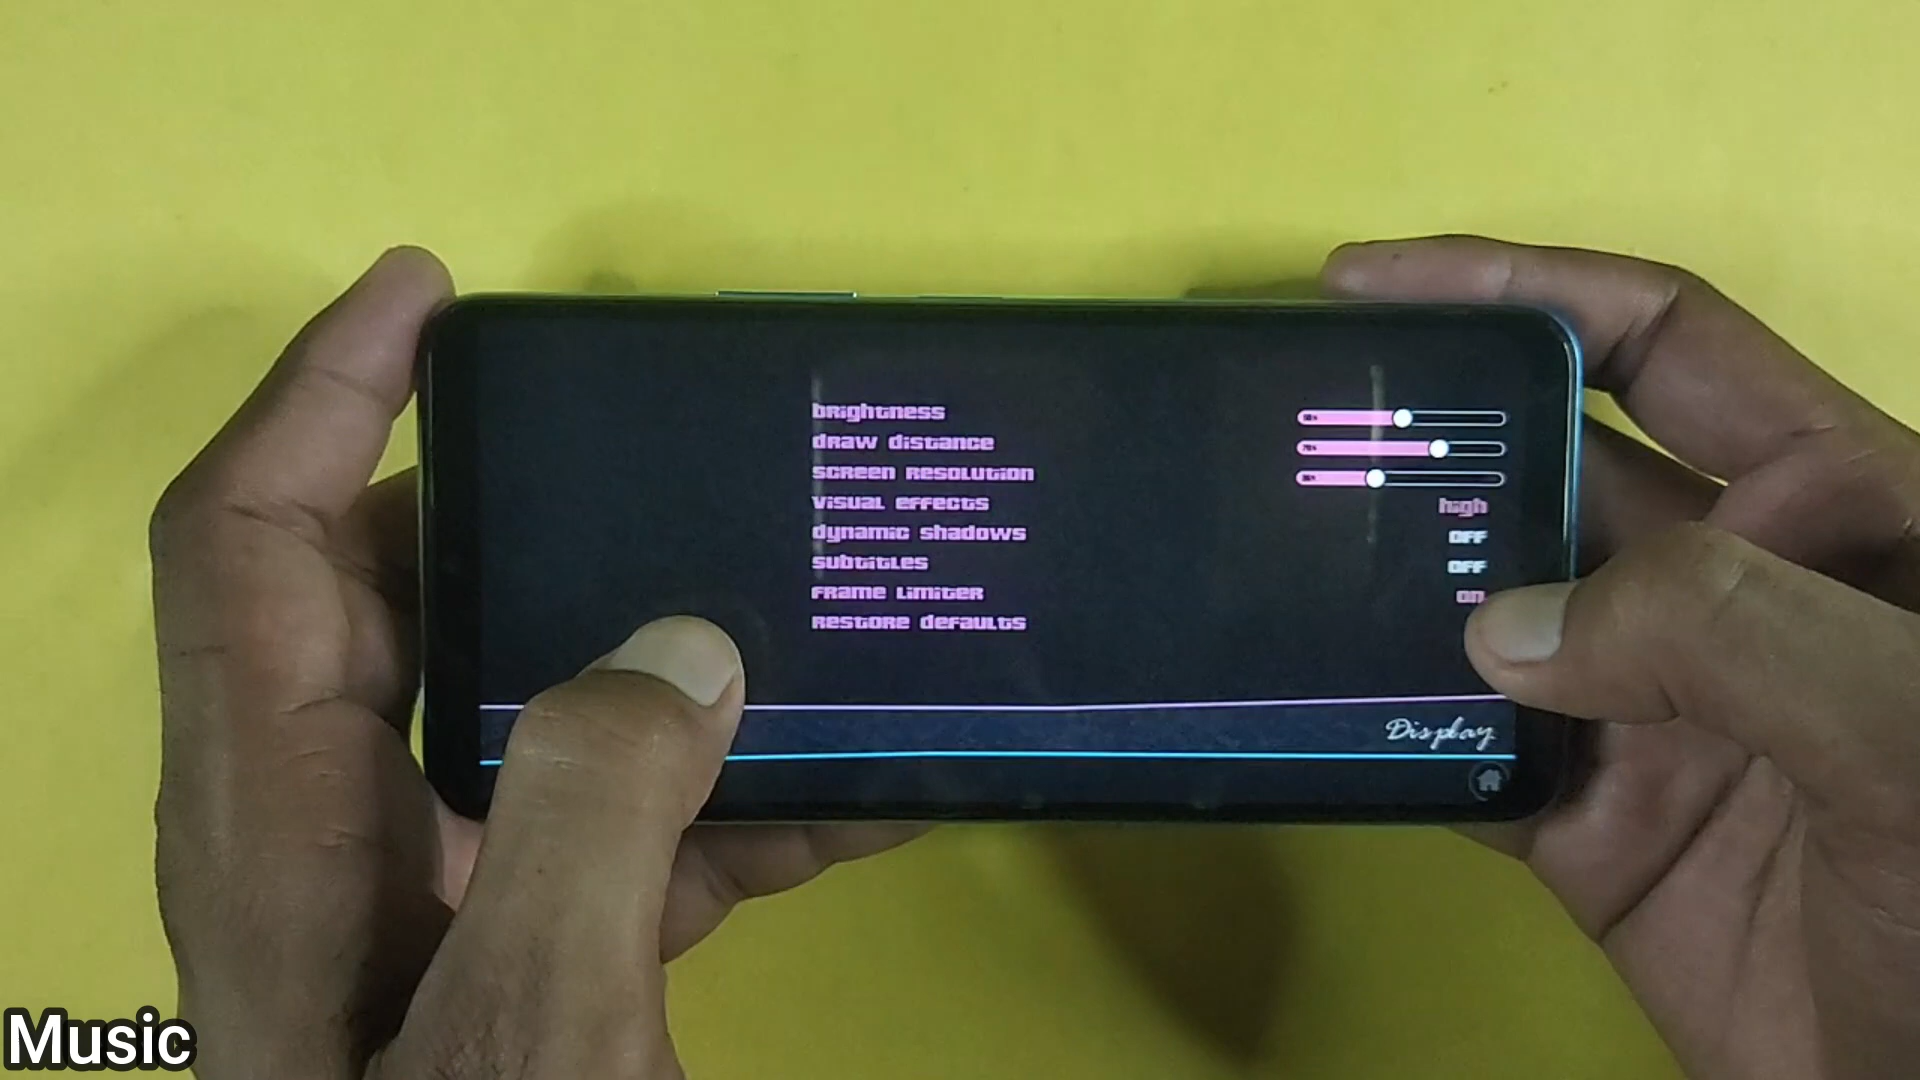 brightness
draw distance
screen resolution
visual effects high
dynamic shadows OFF
subtitles OFF
frame limiter on
restore defaults
Display
Music